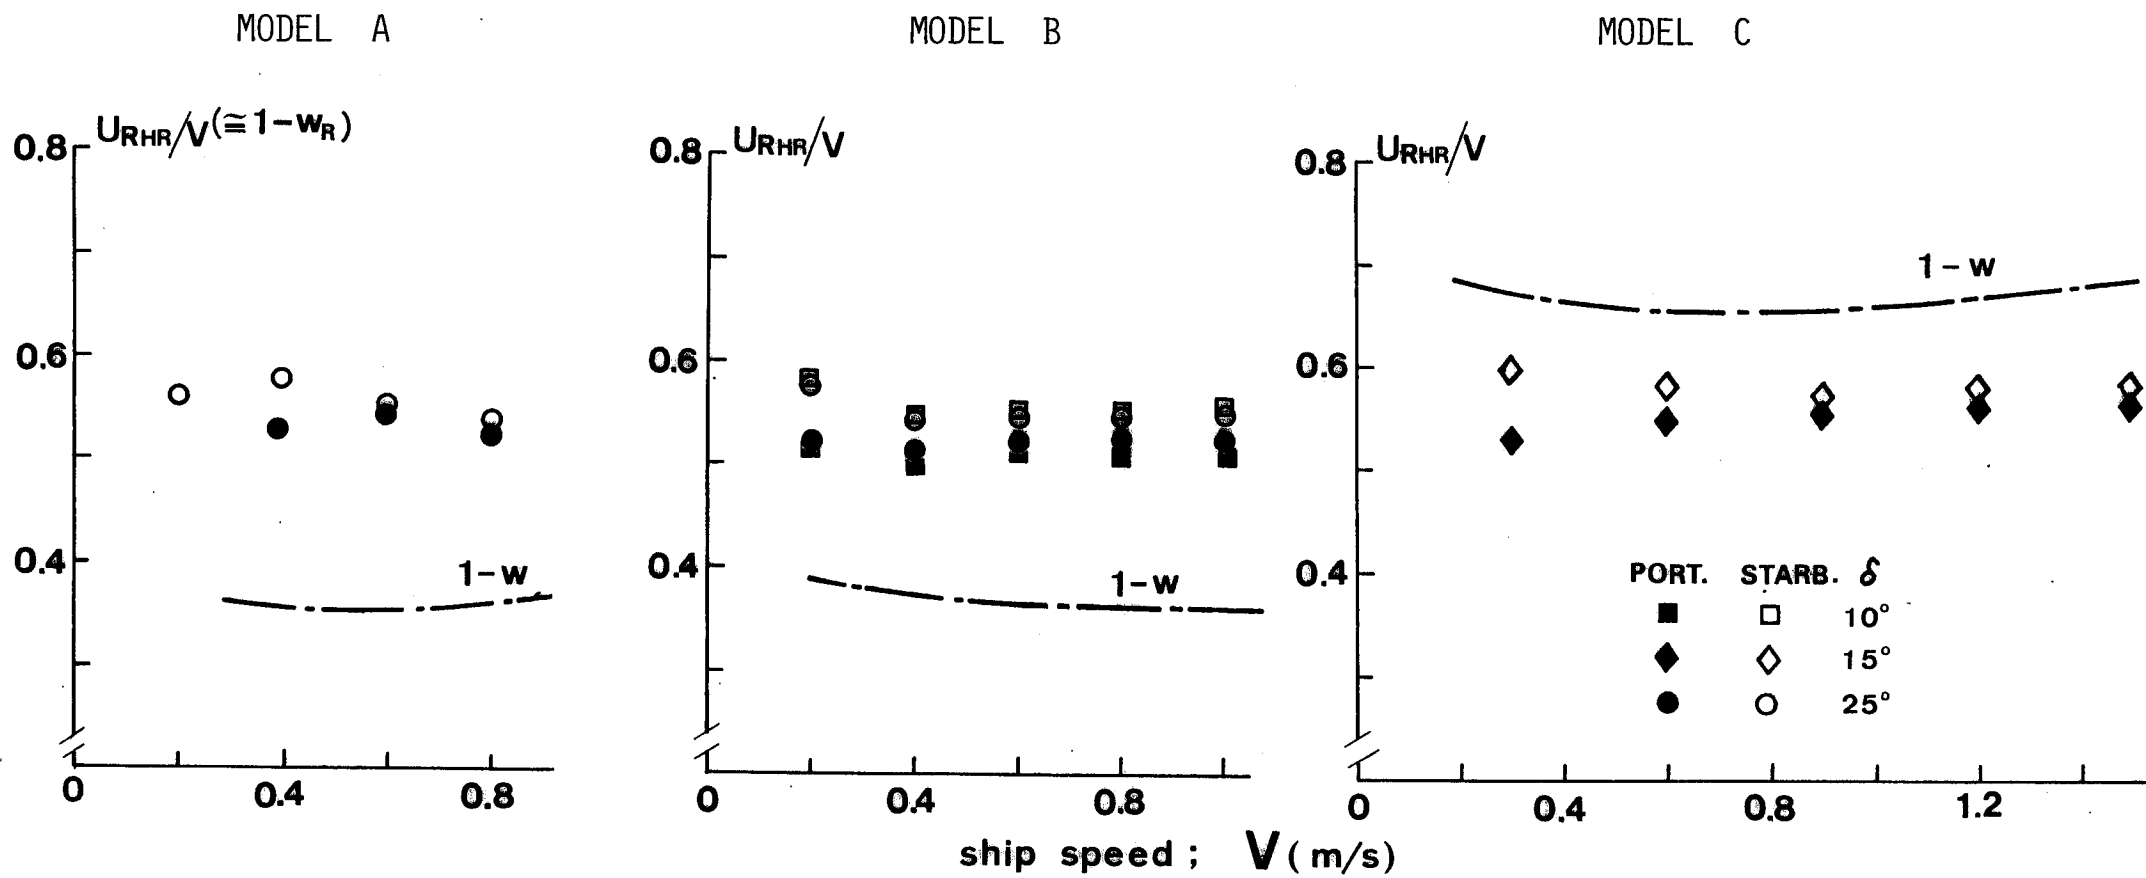 MODEL A
MODEL B
MODEL C
URHR/V(≅1-wR)
0.8
0.6
0.4
1-w
0
0.4
0.8
URHR/V
0.8
0.6
0.4
1-w
0
0.4
0.8
URHR/V
0.8
0.6
0.4
1-w
PORT. STARB. δ
■ □ 10°
◆ ◇ 15°
● ○ 25°
0
0.4
0.8
1.2
ship speed ; V (m/s)